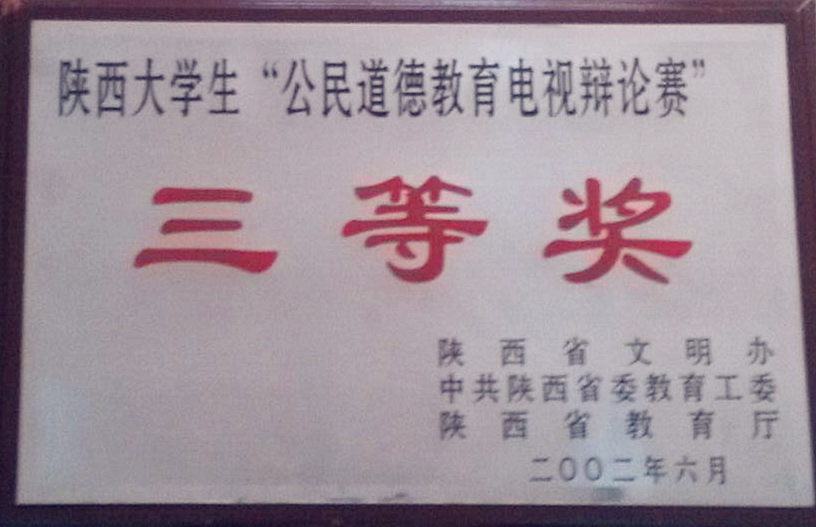 陕西大学生“公民道德教育电视辩论赛”
三等奖
陕西省文明办
中共陕西省委教育工委
陕西省教育厅
二〇〇二年六月